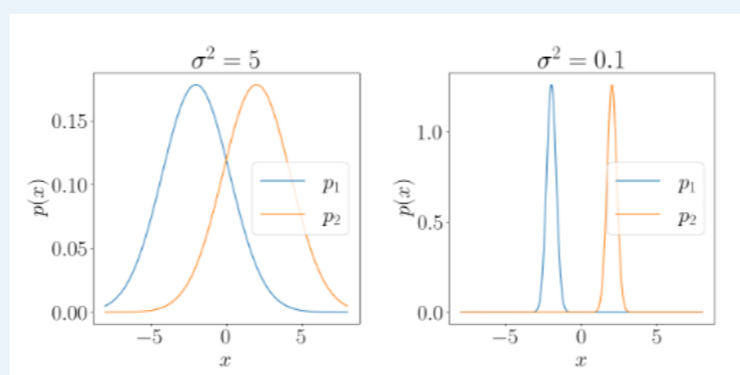 σ² = 5
0.15
0.10
0.05
0.00
p(x)
−5 0 5
x
p₁
p₂
σ² = 0.1
1.0
0.5
0.0
p(x)
−5 0 5
x
p₁
p₂